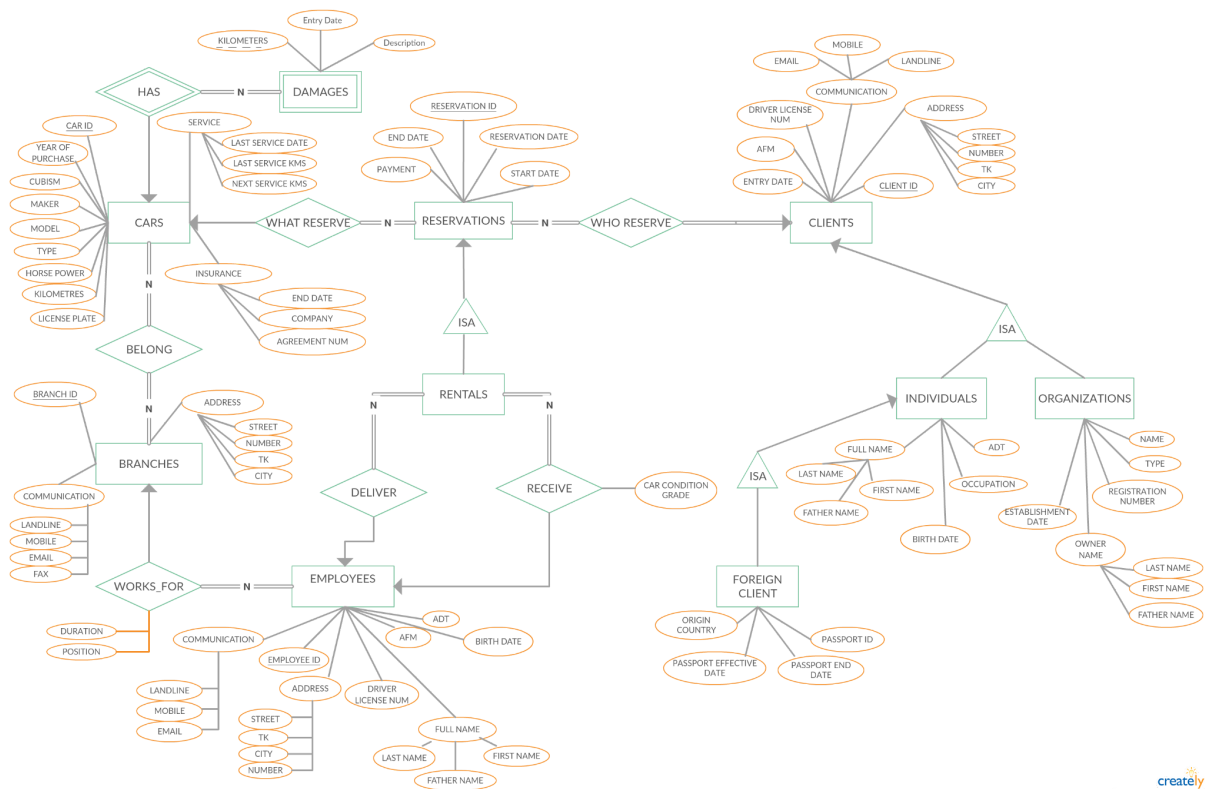 Entry Date
KILOMETERS
Description
HAS
N
DAMAGES
MOBILE
EMAIL
LANDLINE
COMMUNICATION
DRIVER LICENSE
NUM
ADDRESS
STREET
NUMBER
TK
CITY
AFM
ENTRY DATE
CLIENT ID
RESERVATION ID
END DATE
RESERVATION DATE
PAYMENT
START DATE
SERVICE
LAST SERVICE DATE
LAST SERVICE KMS
NEXT SERVICE KMS
CAR ID
YEAR OF
PURCHASE
CUBISM
MAKER
MODEL
TYPE
HORSE POWER
KILOMETRES
LICENSE PLATE
CARS
WHAT RESERVE
N
RESERVATIONS
N
WHO RESERVE
CLIENTS
INSURANCE
END DATE
COMPANY
AGREEMENT NUM
N
BELONG
N
ISA
ISA
RENTALS
N
N
INDIVIDUALS
ORGANIZATIONS
BRANCH ID
ADDRESS
STREET
NUMBER
TK
CITY
BRANCHES
COMMUNICATION
LANDLINE
MOBILE
EMAIL
FAX
DELIVER
RECEIVE
CAR CONDITION
GRADE
ISA
FULL NAME
LAST NAME
FIRST NAME
FATHER NAME
ADT
OCCUPATION
BIRTH DATE
NAME
TYPE
REGISTRATION
NUMBER
ESTABLISHMENT
DATE
OWNER
NAME
LAST NAME
FIRST NAME
FATHER NAME
WORKS_FOR
N
EMPLOYEES
DURATION
POSITION
FOREIGN
CLIENT
ORIGIN
COUNTRY
PASSPORT ID
PASSPORT EFFECTIVE
DATE
PASSPORT END
DATE
COMMUNICATION
LANDLINE
MOBILE
EMAIL
EMPLOYEE ID
ADDRESS
STREET
TK
CITY
NUMBER
DRIVER
LICENSE NUM
AFM
ADT
BIRTH DATE
FULL NAME
LAST NAME
FIRST NAME
FATHER NAME
creately